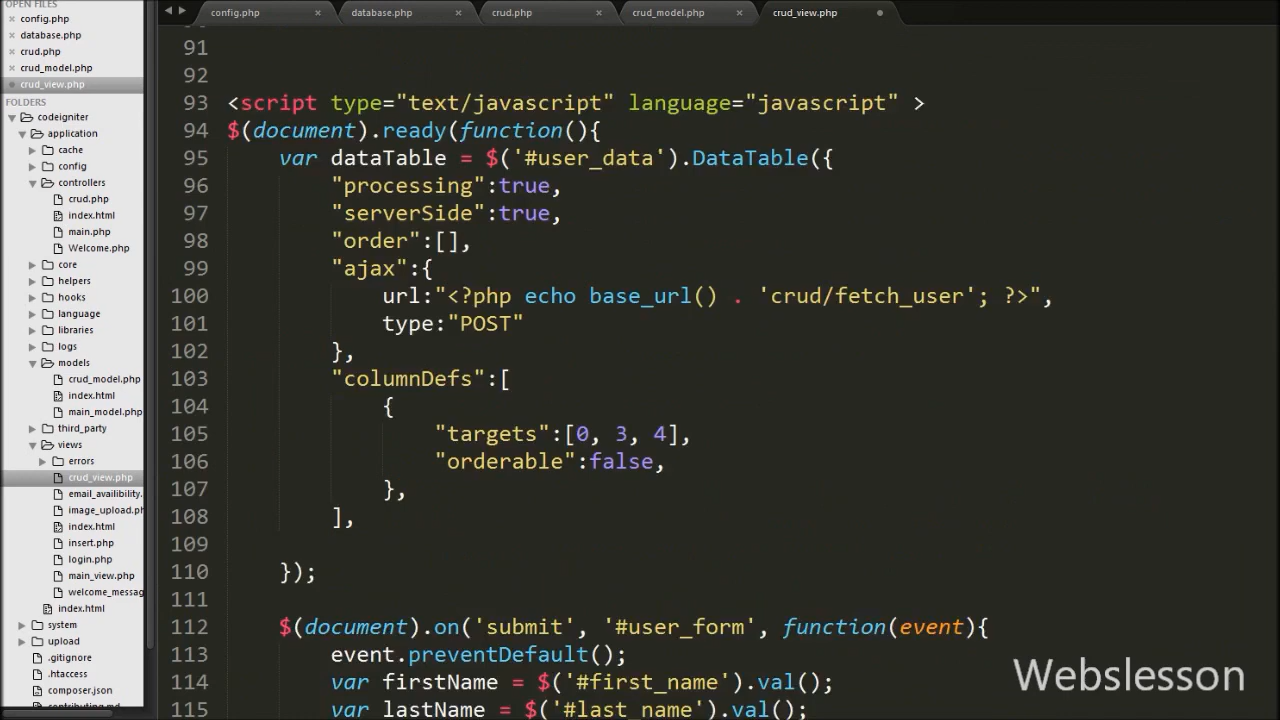 OPEN FILES
config.php
database.php
crud.php
crud_model.php
crud_view.php
FOLDERS
codeigniter
application
cache
config
controllers
crud.php
index.html
main.php
Welcome.php
core
helpers
hooks
language
libraries
logs
models
crud_model.php
index.html
main_model.php
third_party
views
errors
crud_view.php
email_availibility.
image_upload.ph
index.html
insert.php
login.php
main_view.php
welcome_messag
index.html
system
upload
.gitignore
.htaccess
composer.json
contributing.md
config.php × database.php × crud.php × crud_model.php × crud_view.php
91
92
93 <script type="text/javascript" language="javascript" >
94 $(document).ready(function(){
95 var dataTable = $('#user_data').DataTable({
96 "processing":true,
97 "serverSide":true,
98 "order":[],
99 "ajax":{
100 url:"<?php echo base_url() . 'crud/fetch_user'; ?>",
101 type:"POST"
102 },
103 "columnDefs":[
104 {
105 "targets":[0, 3, 4],
106 "orderable":false,
107 },
108 ],
109
110 });
111
112 $(document).on('submit', '#user_form', function(event){
113 event.preventDefault();
114 var firstName = $('#first_name').val();
115 var lastName = $('#last_name').val();
Webslesson